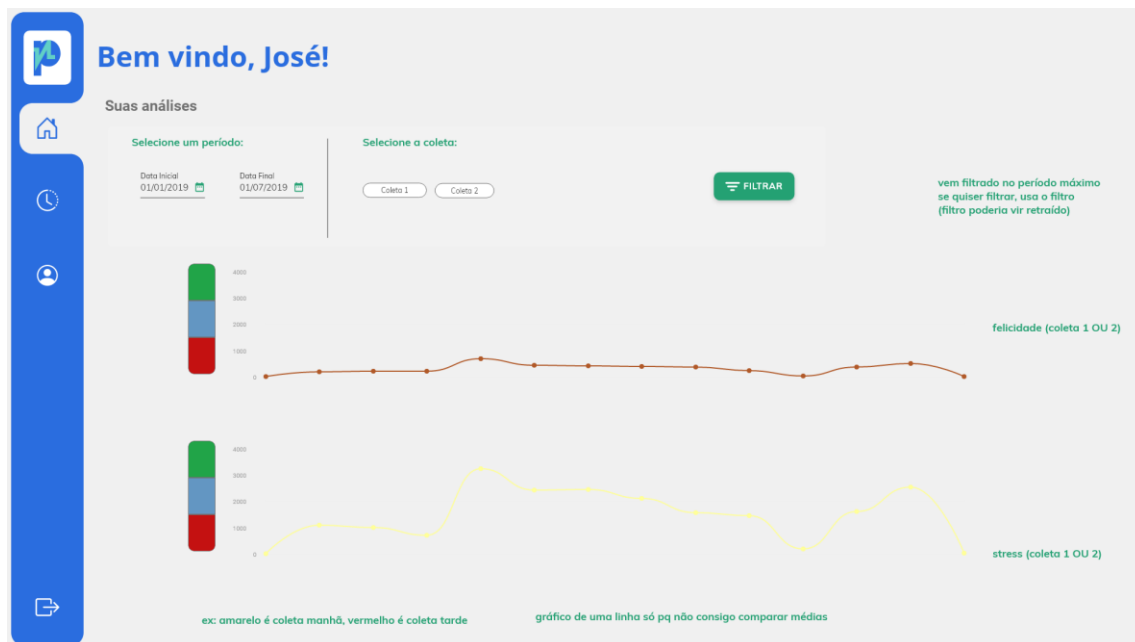 Bem vindo, José!
Suas análises
Selecione um período:
Selecione a coleta:
Data Inicial
Data Final
01/01/2019
01/07/2019
Coleta 1
Coleta 2
FILTRAR
vem filtrado no período máximo
se quiser filtrar, usa o filtro
(filtro poderia vir retraído)
4000
3000
2000
1000
0
felicidade (coleta 1 OU 2)
4000
3000
2000
1000
0
stress (coleta 1 OU 2)
ex: amarelo é coleta manhã, vermelho é coleta tarde
gráfico de uma linha só pq não consigo comparar médias